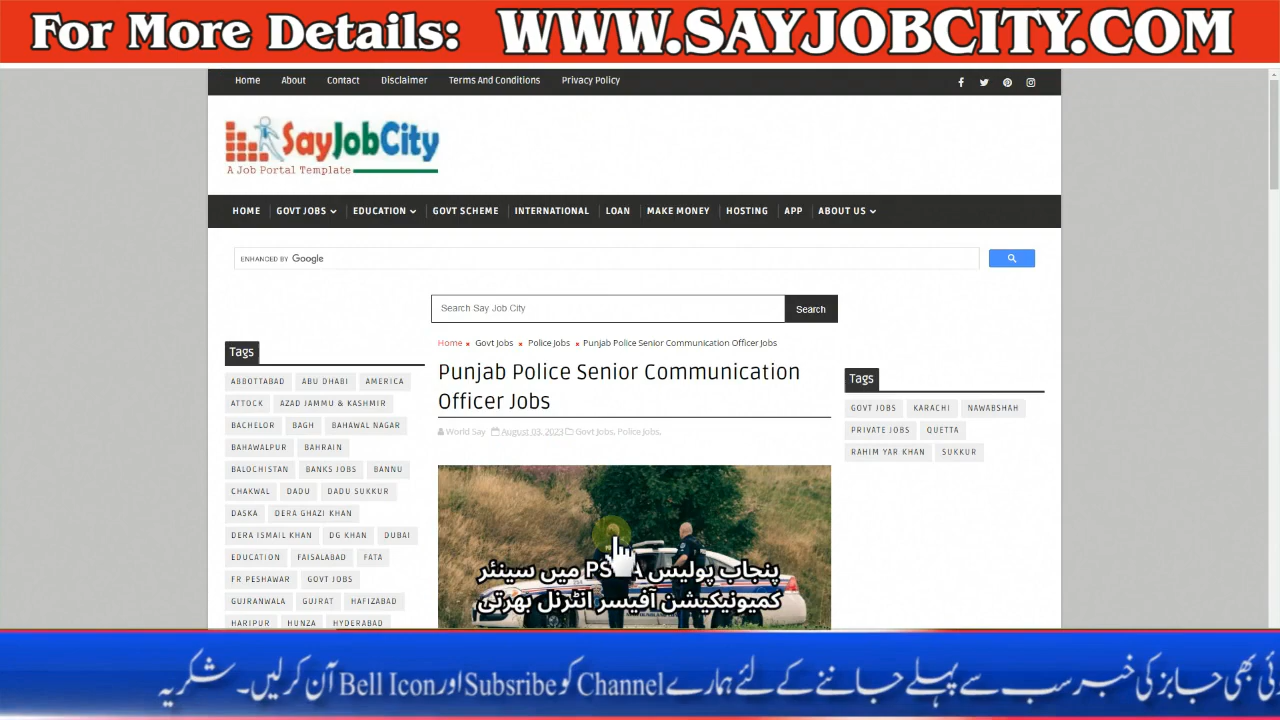 For More Details: WWW.SAYJOBCITY.COM
Home About Contact Disclaimer Terms And Conditions Privacy Policy
SayJobCity
A Job Portal Template
HOME GOVT JOBS EDUCATION GOVT SCHEME INTERNATIONAL LOAN MAKE MONEY HOSTING APP ABOUT US
ENHANCED BY Google
Search Say Job City Search
Tags
ABBOTTABAD ABU DHABI AMERICA
ATTOCK AZAD JAMMU & KASHMIR
BACHELOR BAGH BAHAWAL NAGAR
BAHAWALPUR BAHRAIN
BALOCHISTAN BANKS JOBS BANNU
CHAKWAL DADU DADU SUKKUR
DASKA DERA GHAZI KHAN
DERA ISMAIL KHAN DG KHAN DUBAI
EDUCATION FAISALABAD FATA
FR PESHAWAR GOVT JOBS
GUJRANWALA GUJRAT HAFIZABAD
HARIPUR HUNZA HYDERABAD
Home Govt Jobs Police Jobs Punjab Police Senior Communication Officer Jobs
Punjab Police Senior Communication
Officer Jobs
World Say August 03, 2023 Govt Jobs, Police Jobs,
پنجاب پولیس میں سینئر
کمیونیکیشن آفیسر انٹرنل بھرتی
Tags
GOVT JOBS KARACHI NAWABSHAH
PRIVATE JOBS QUETTA
RAHIM YAR KHAN SUKKUR
بھی جابز کی خبر سب سے پہلے جاننے کے لئے ہمارے Channel کو Subsribe اور Bell Icon آن کرلیں۔ شکریہ